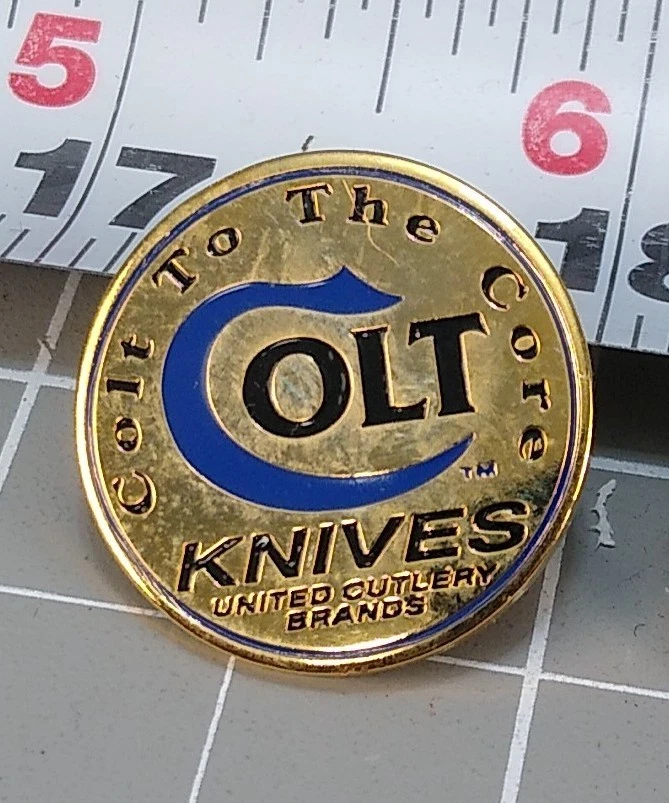 5
6
17
18
Colt To The Core
COLT
TM
KNIVES
UNITED CUTLERY
BRANDS